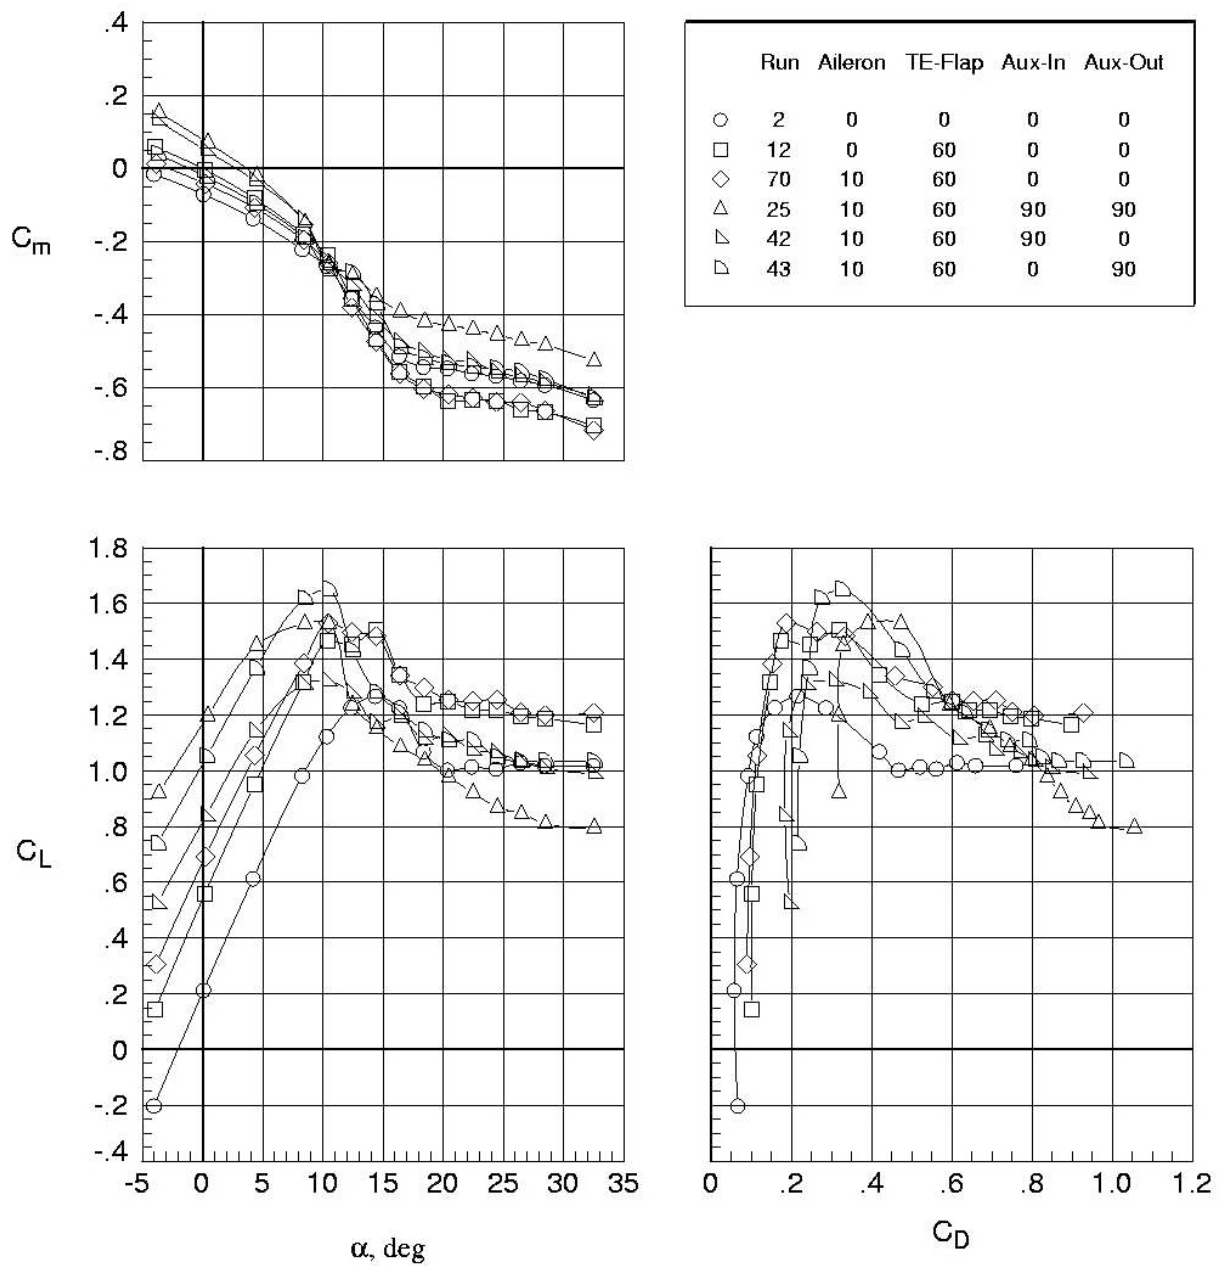 .4
.2
0
-.2
-.4
-.6
-.8
Cm
Run Aileron TE-Flap Aux-In Aux-Out
2 0 0 0 0
12 0 60 0 0
70 10 60 0 0
25 10 60 90 90
42 10 60 90 0
43 10 60 0 90
1.8
1.6
1.4
1.2
1.0
.8
.6
.4
.2
0
-.2
-.4
CL
-5 0 5 10 15 20 25 30 35
α, deg
0 .2 .4 .6 .8 1.0 1.2
CD